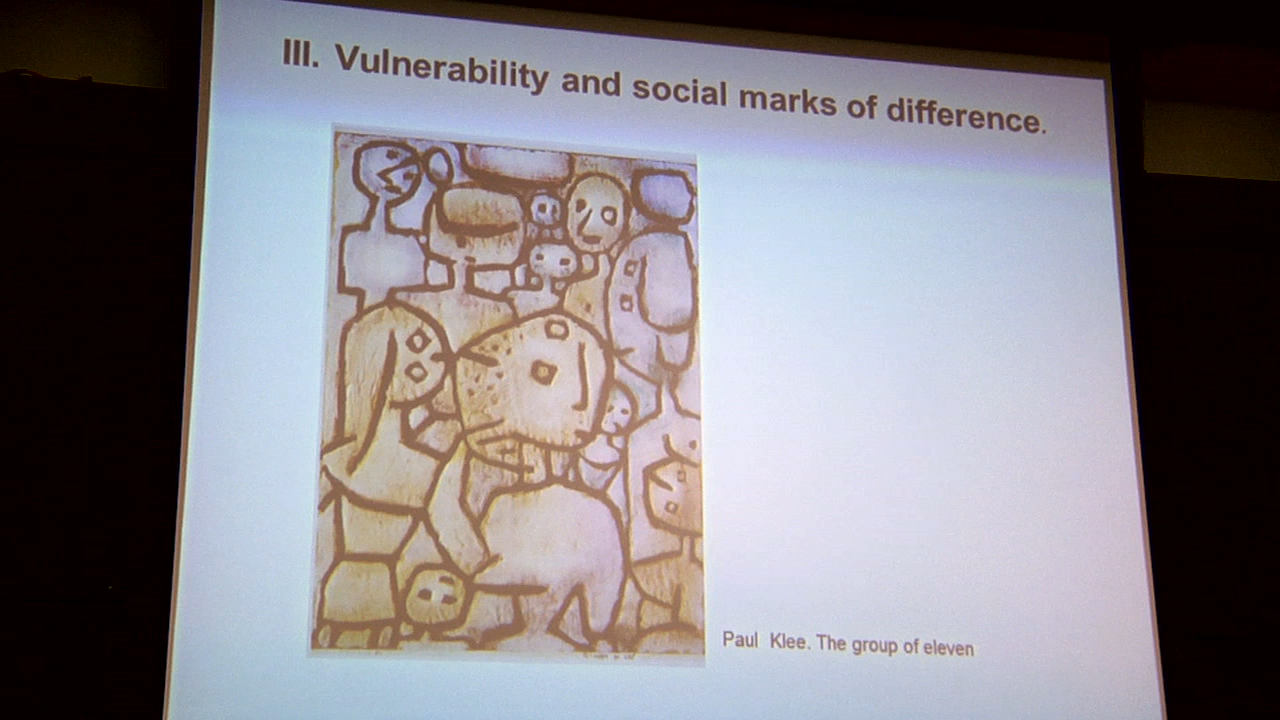 III. Vulnerability and social marks of difference.
Paul Klee. The group of eleven